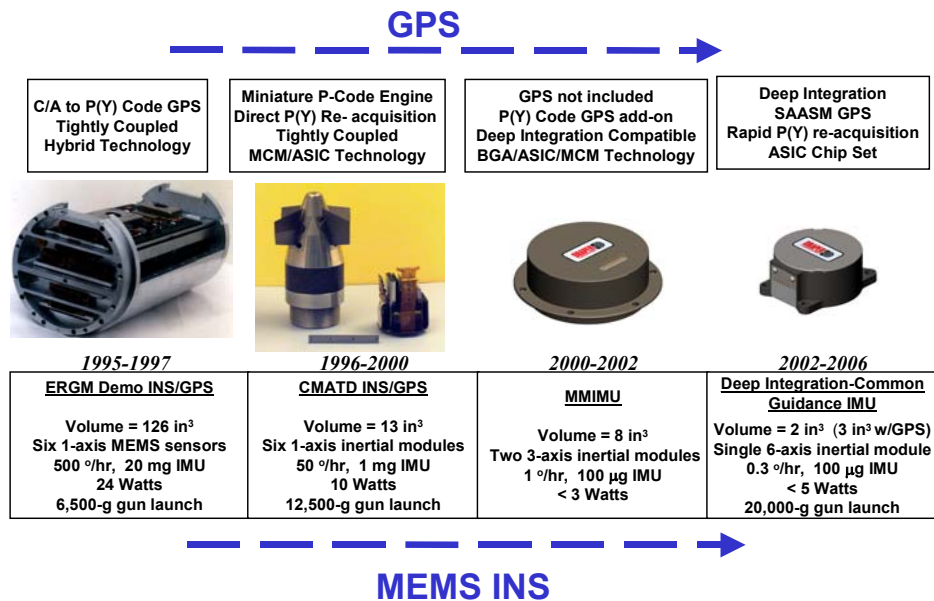 GPS
C/A to P(Y) Code GPS
Tightly Coupled
Hybrid Technology
Miniature P-Code Engine
Direct P(Y) Re- acquisition
Tightly Coupled
MCM/ASIC Technology
GPS not included
P(Y) Code GPS add-on
Deep Integration Compatible
BGA/ASIC/MCM Technology
Deep Integration
SAASM GPS
Rapid P(Y) re-acquisition
ASIC Chip Set
1995-1997
1996-2000
2000-2002
2002-2006
ERGM Demo INS/GPS
Volume = 126 in³
Six 1-axis MEMS sensors
500 º/hr, 20 mg IMU
24 Watts
6,500-g gun launch
CMATD INS/GPS
Volume = 13 in³
Six 1-axis inertial modules
50 º/hr, 1 mg IMU
10 Watts
12,500-g gun launch
MMIMU
Volume = 8 in³
Two 3-axis inertial modules
1 º/hr, 100 µg IMU
< 3 Watts
Deep Integration-Common
Guidance IMU
Volume = 2 in³ (3 in³ w/GPS)
Single 6-axis inertial module
0.3 º/hr, 100 µg IMU
< 5 Watts
20,000-g gun launch
MEMS INS